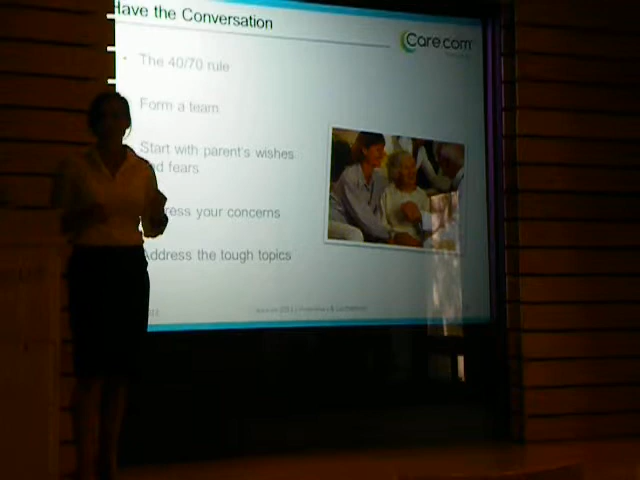 Have the Conversation
Care.com
The 40/70 rule
Form a team
Start with parent's wishes
nd fears
ress your concerns
Address the tough topics